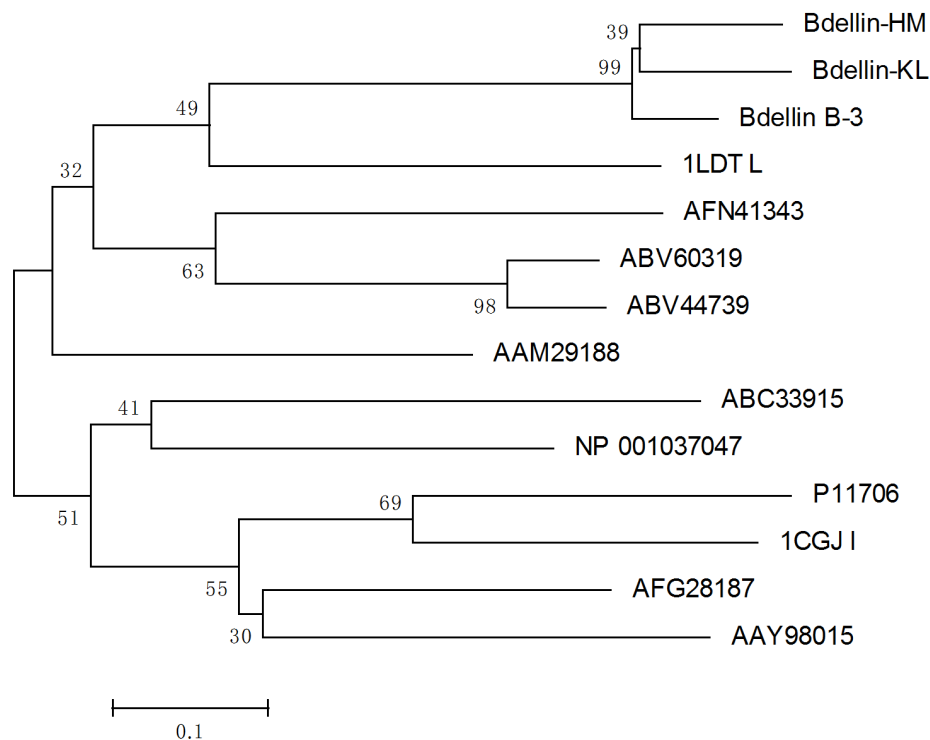 Bdellin-HM
39
Bdellin-KL
99
Bdellin B-3
49
1LDT L
32
AFN41343
ABV60319
63
ABV44739
98
AAM29188
ABC33915
41
NP 001037047
P11706
69
51
1CGJ I
AFG28187
55
AAY98015
30
0.1